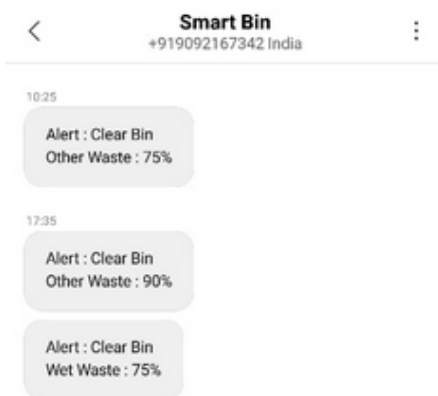 Smart Bin
+919092167342 India
10:25
Alert : Clear Bin
Other Waste : 75%
17:35
Alert : Clear Bin
Other Waste : 90%
Alert : Clear Bin
Wet Waste : 75%